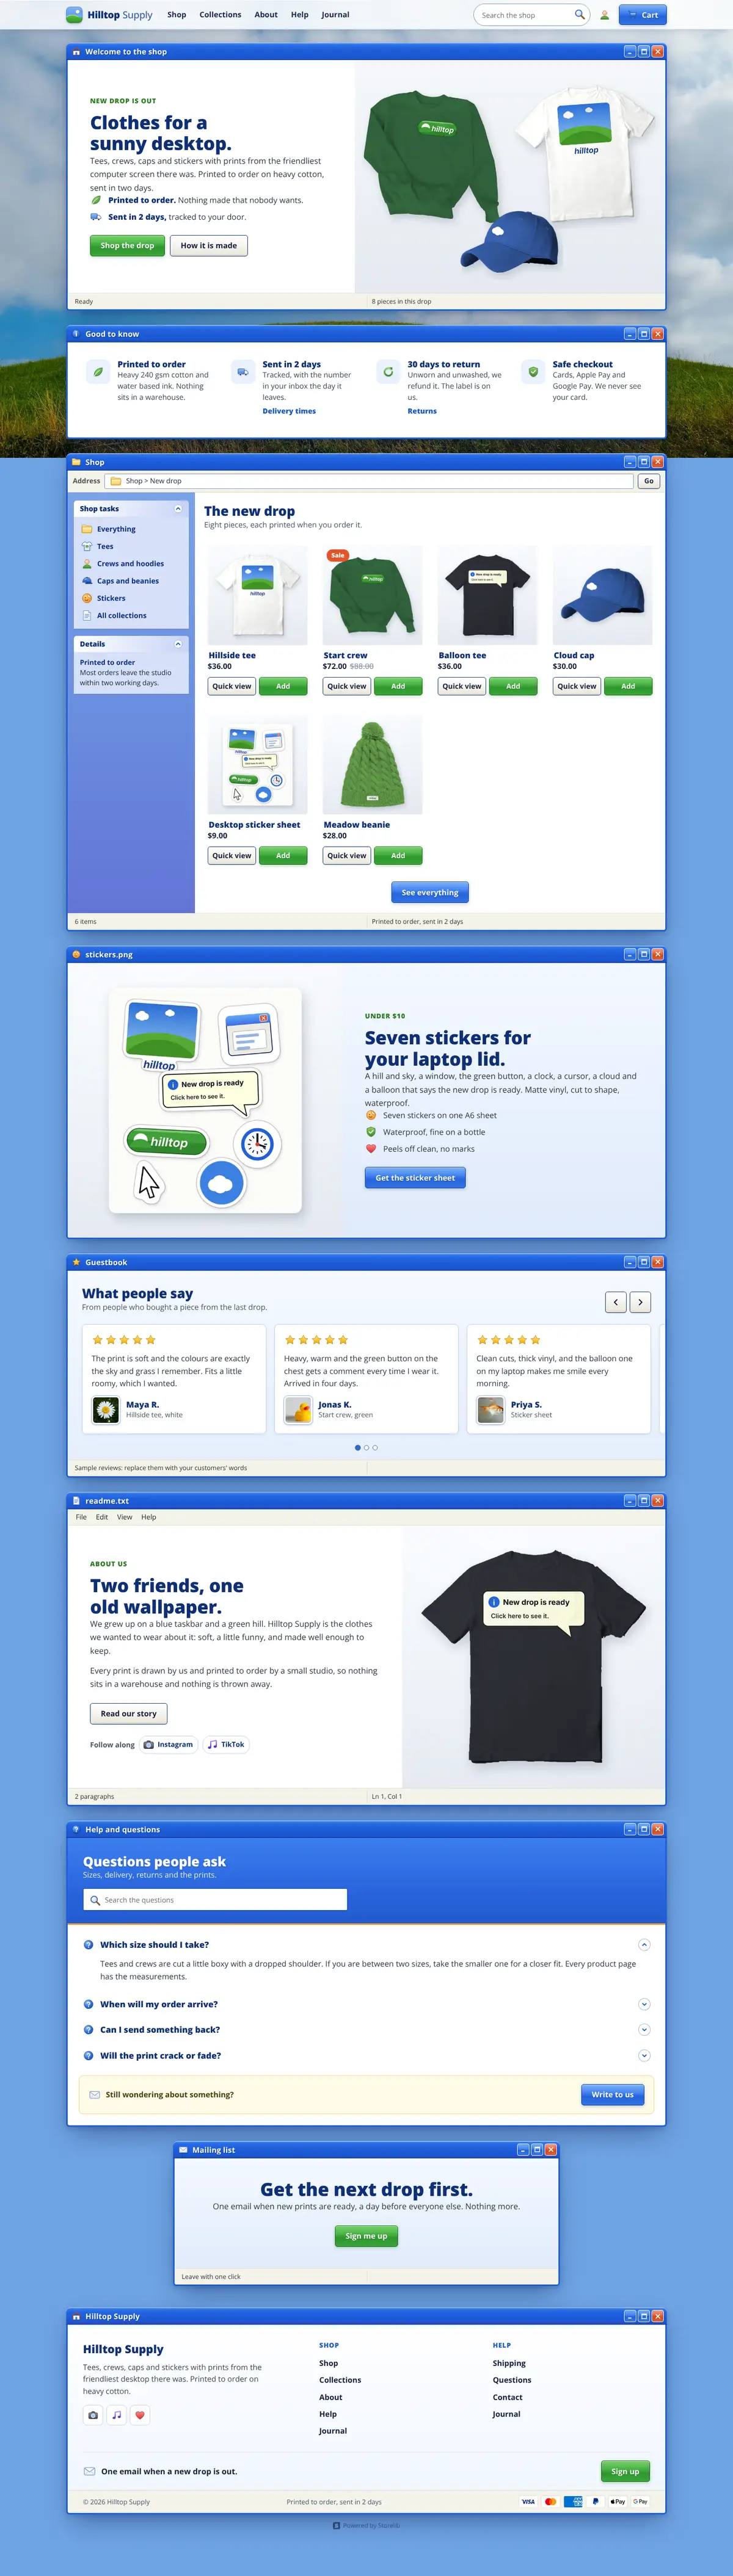 Hilltop Supply
Shop
Collections
About
Help
Journal
Search the shop
Cart
Welcome to the shop
NEW DROP IS OUT
Clothes for a
sunny desktop.
Tees, crews, caps and stickers with prints from the friendliest
computer screen there was. Printed to order on heavy cotton,
sent in two days.
Printed to order. Nothing made that nobody wants.
Sent in 2 days, tracked to your door.
Shop the drop
How it is made
hilltop
hilltop
Ready
8 pieces in this drop
Good to know
Printed to order
Heavy 240 gsm cotton and
water based ink. Nothing
sits in a warehouse.
Sent in 2 days
Tracked, with the number
in your inbox the day it
leaves.
Delivery times
30 days to return
Unworn and unwashed, we
refund it. The label is on
us.
Returns
Safe checkout
Cards, Apple Pay and
Google Pay. We never see
your card.
Shop
Address
Shop > New drop
Go
Shop tasks
Everything
Tees
Crews and hoodies
Caps and beanies
Stickers
All collections
Details
Printed to order
Most orders leave the studio
within two working days.
The new drop
Eight pieces, each printed when you order it.
hilltop
Hillside tee
$36.00
Quick view
Add
Sale
hilltop
Start crew
$72.00 $88.00
Quick view
Add
New drop is ready
Click here to see it.
Balloon tee
$36.00
Quick view
Add
Cloud cap
$30.00
Quick view
Add
hilltop
New drop is ready
Click here to see it.
hilltop
Desktop sticker sheet
$9.00
Quick view
Add
Meadow beanie
$28.00
Quick view
Add
See everything
6 items
Printed to order, sent in 2 days
stickers.png
hilltop
New drop is ready
Click here to see it.
hilltop
UNDER $10
Seven stickers for
your laptop lid.
A hill and sky, a window, the green button, a clock, a cursor, a cloud and
a balloon that says the new drop is ready. Matte vinyl, cut to shape,
waterproof.
Seven stickers on one A6 sheet
Waterproof, fine on a bottle
Peels off clean, no marks
Get the sticker sheet
Guestbook
What people say
From people who bought a piece from the last drop.
The print is soft and the colours are exactly
the sky and grass I remember. Fits a little
roomy, which I wanted.
Maya R.
Hillside tee, white
Heavy, warm and the green button on the
chest gets a comment every time I wear it.
Arrived in four days.
Jonas K.
Start crew, green
Clean cuts, thick vinyl, and the balloon one
on my laptop makes me smile every
morning.
Priya S.
Sticker sheet
Sample reviews: replace them with your customers' words
readme.txt
File
Edit
View
Help
ABOUT US
Two friends, one
old wallpaper.
We grew up on a blue taskbar and a green hill. Hilltop Supply is the clothes
we wanted to wear about it: soft, a little funny, and made well enough to
keep.
Every print is drawn by us and printed to order by a small studio, so nothing
sits in a warehouse and nothing is thrown away.
Read our story
Follow along
Instagram
TikTok
New drop is ready
Click here to see it.
2 paragraphs
Ln 1, Col 1
Help and questions
Questions people ask
Sizes, delivery, returns and the prints.
Search the questions
Which size should I take?
Tees and crews are cut a little boxy with a dropped shoulder. If you are between two sizes, take the smaller one for a closer fit. Every product page
has the measurements.
When will my order arrive?
Can I send something back?
Will the print crack or fade?
Still wondering about something?
Write to us
Mailing list
Get the next drop first.
One email when new prints are ready, a day before everyone else. Nothing more.
Sign me up
Leave with one click
Hilltop Supply
Hilltop Supply
Tees, crews, caps and stickers with prints from the
friendliest desktop there was. Printed to order on
heavy cotton.
SHOP
Shop
Collections
About
Help
Journal
HELP
Shipping
Questions
Contact
Journal
One email when a new drop is out.
Sign up
© 2026 Hilltop Supply
Printed to order, sent in 2 days
VISA
Pay
G Pay